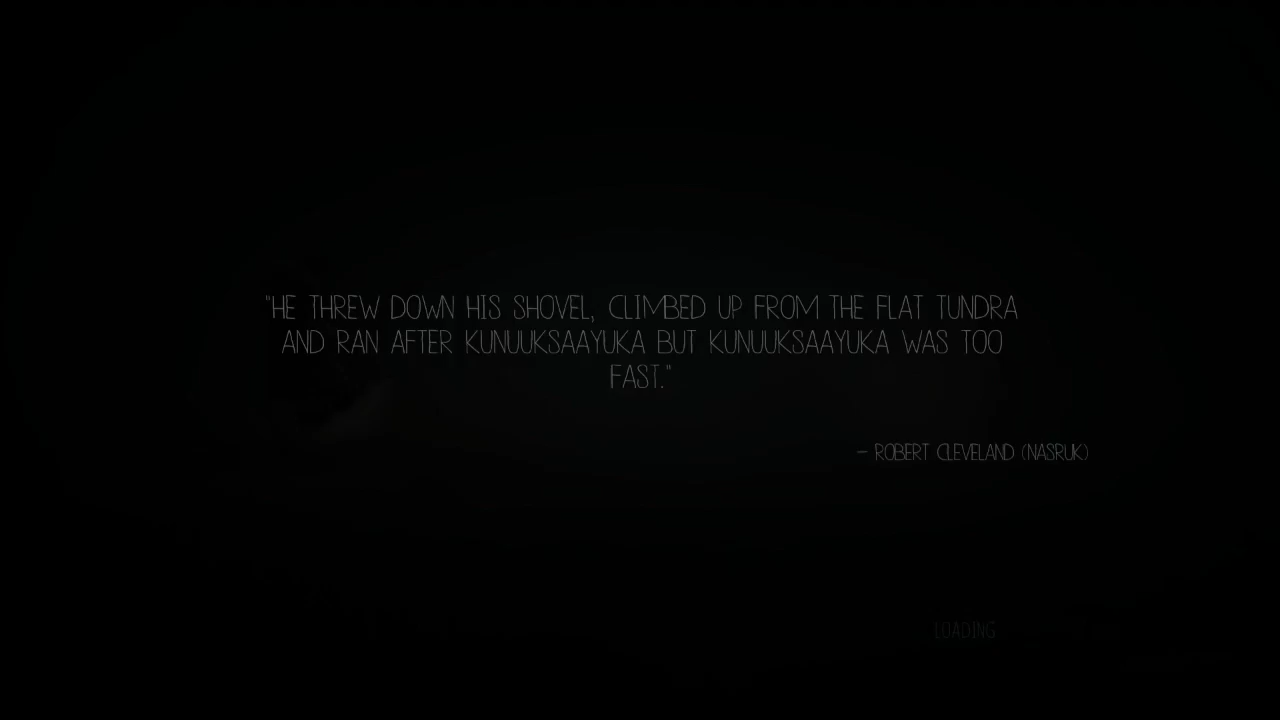 "HE THREW DOWN HIS SHOVEL, CLIMBED UP FROM THE FLAT TUNDRA
AND RAN AFTER KUNUUKSAAYUKA BUT KUNUUKSAAYUKA WAS TOO
FAST."
– ROBERT CLEVELAND (NASRUK)
LOADING